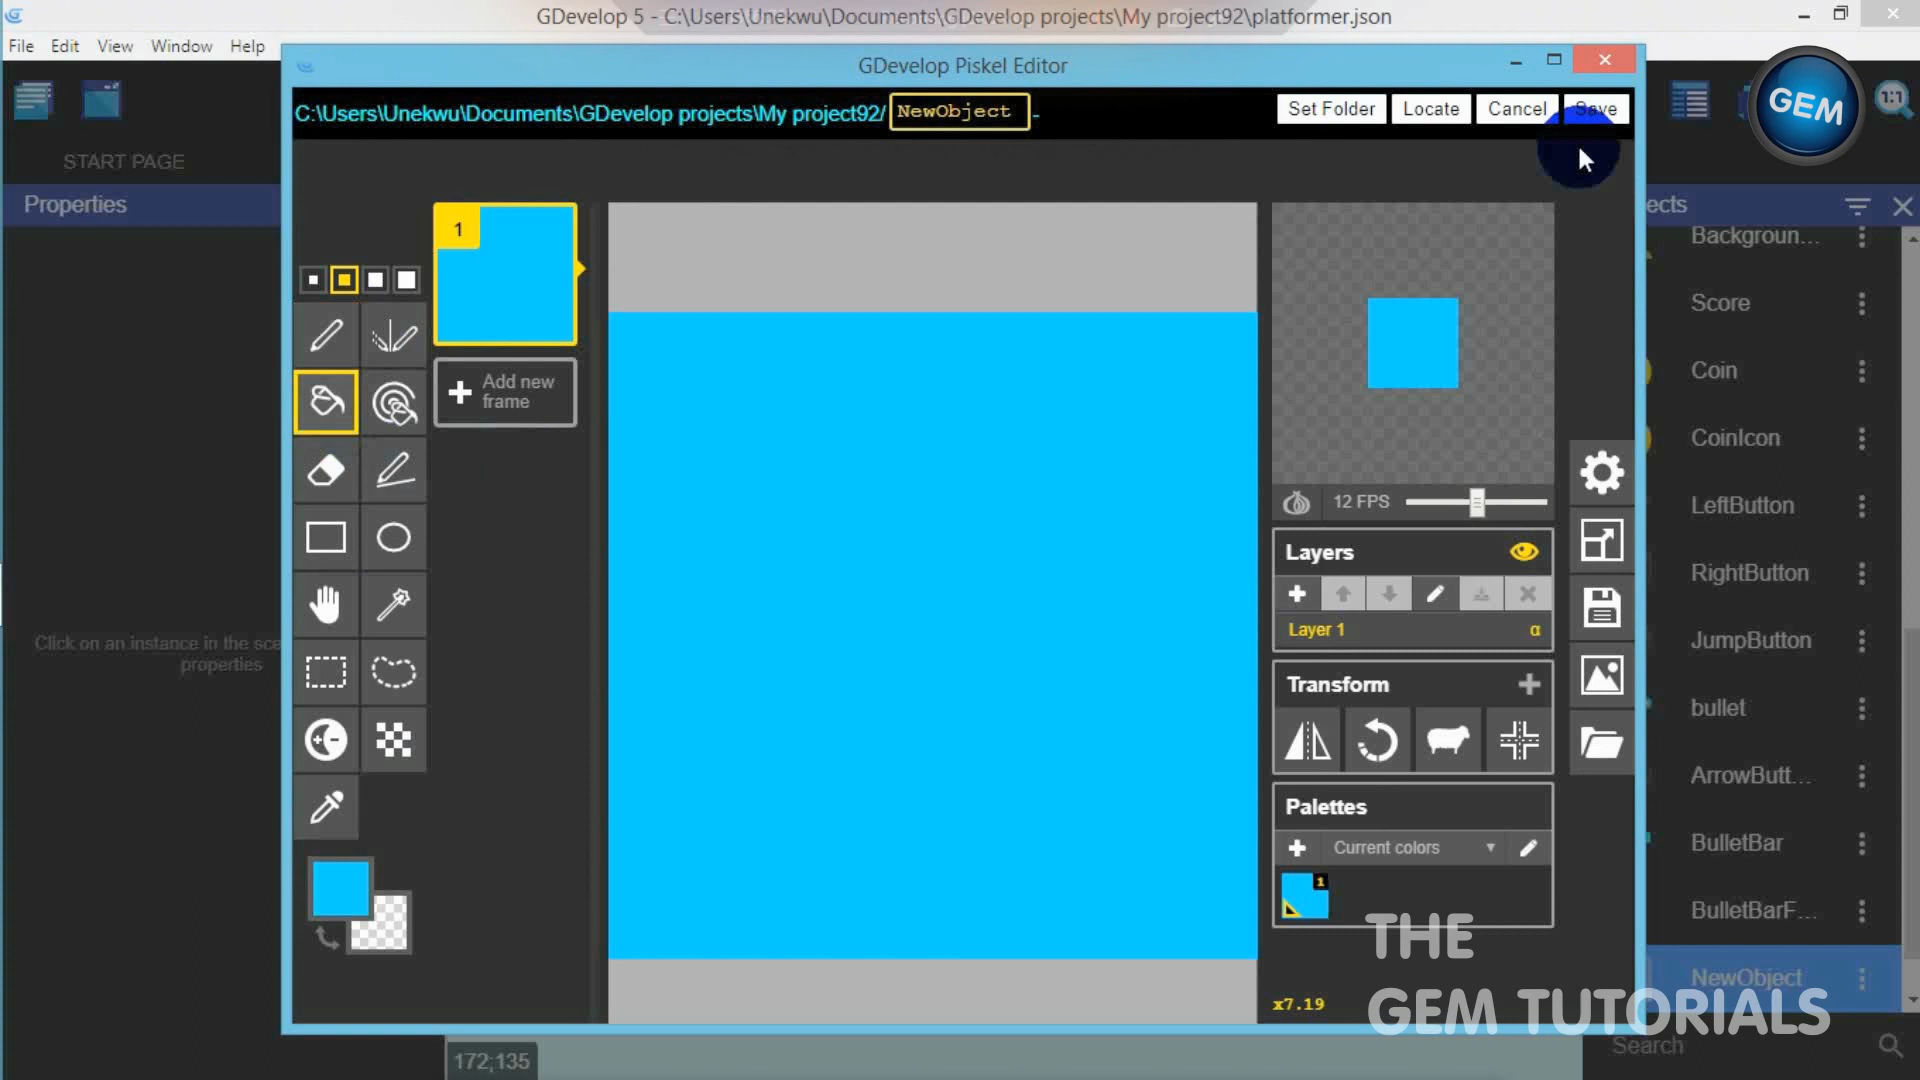 GDevelop 5 - C:\Users\Unekwu\Documents\GDevelop projects\My project92\platformer.json
File Edit View Window Help
GDevelop Piskel Editor
C:\Users\Unekwu\Documents\GDevelop projects\My project92/ NewObject -
Set Folder Locate Cancel Save
GEM
1:1
START PAGE
Properties
ects
1
Add new
frame
Backgroun...
Score
Coin
CoinIcon
LeftButton
RightButton
JumpButton
bullet
ArrowButt...
BulletBar
BulletBarF...
NewObject
12 FPS
Layers
Layer 1 α
Click on an instance in the sce
properties
Transform
Palettes
Current colors
1
x7.19
THE
GEM TUTORIALS
172;135
Search